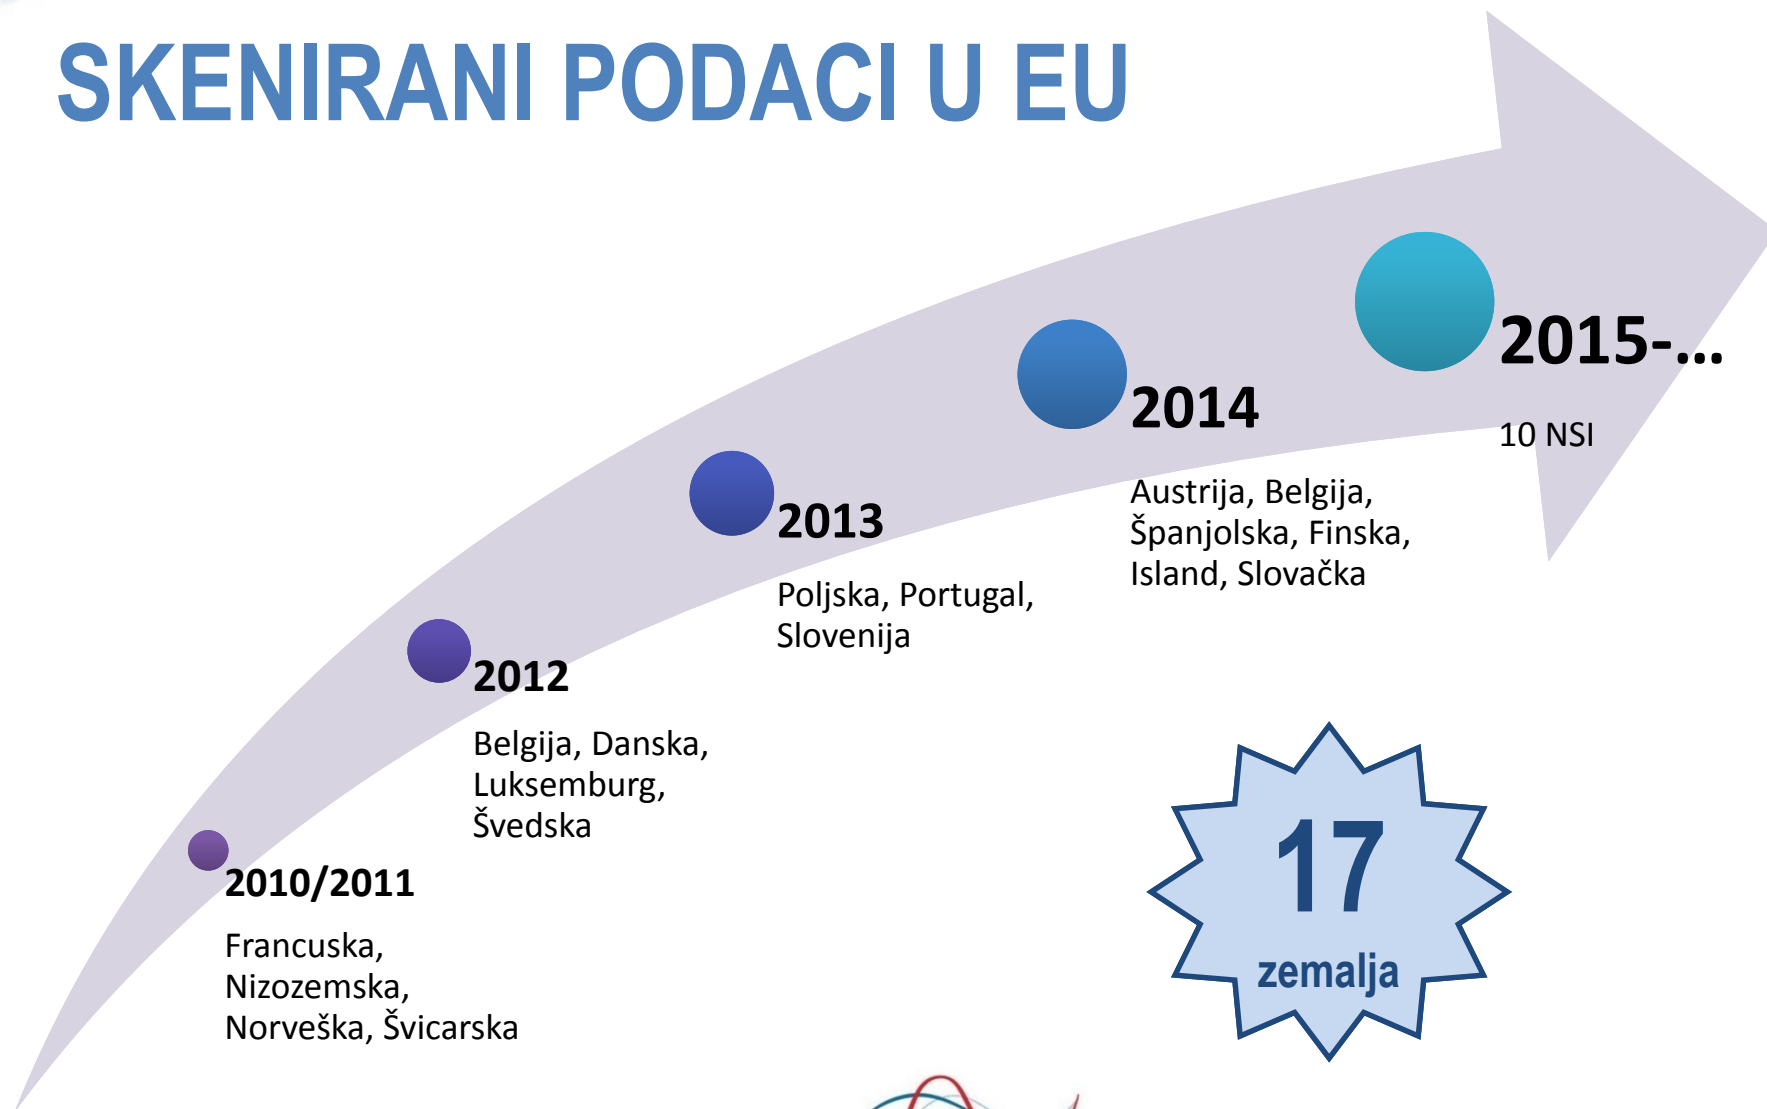 SKENIRANI PODACI U EU
2015-...
10 NSI
2014
Austrija, Belgija,
Španjolska, Finska,
Island, Slovačka
2013
Poljska, Portugal,
Slovenija
2012
Belgija, Danska,
Luksemburg,
Švedska
2010/2011
Francuska,
Nizozemska,
Norveška, Švicarska
17
zemalja